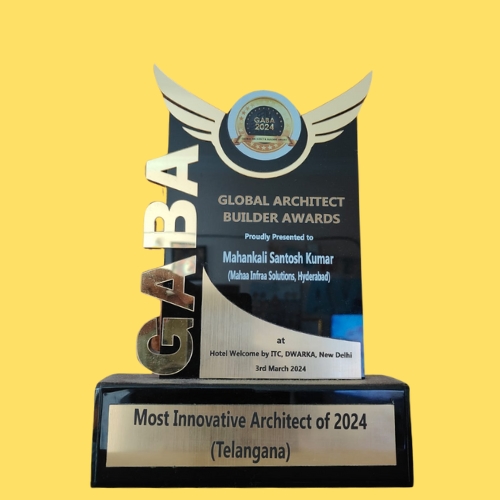 GABA
2024
GABA
GLOBAL ARCHITECT
BUILDER AWARDS
Proudly Presented to
Mahankali Santosh Kumar
(Mahaa Infraa Solutions, Hyderabad)
at
Hotel Welcome by ITC, DWARKA, New Delhi
3rd March 2024
Most Innovative Architect of 2024
(Telangana)